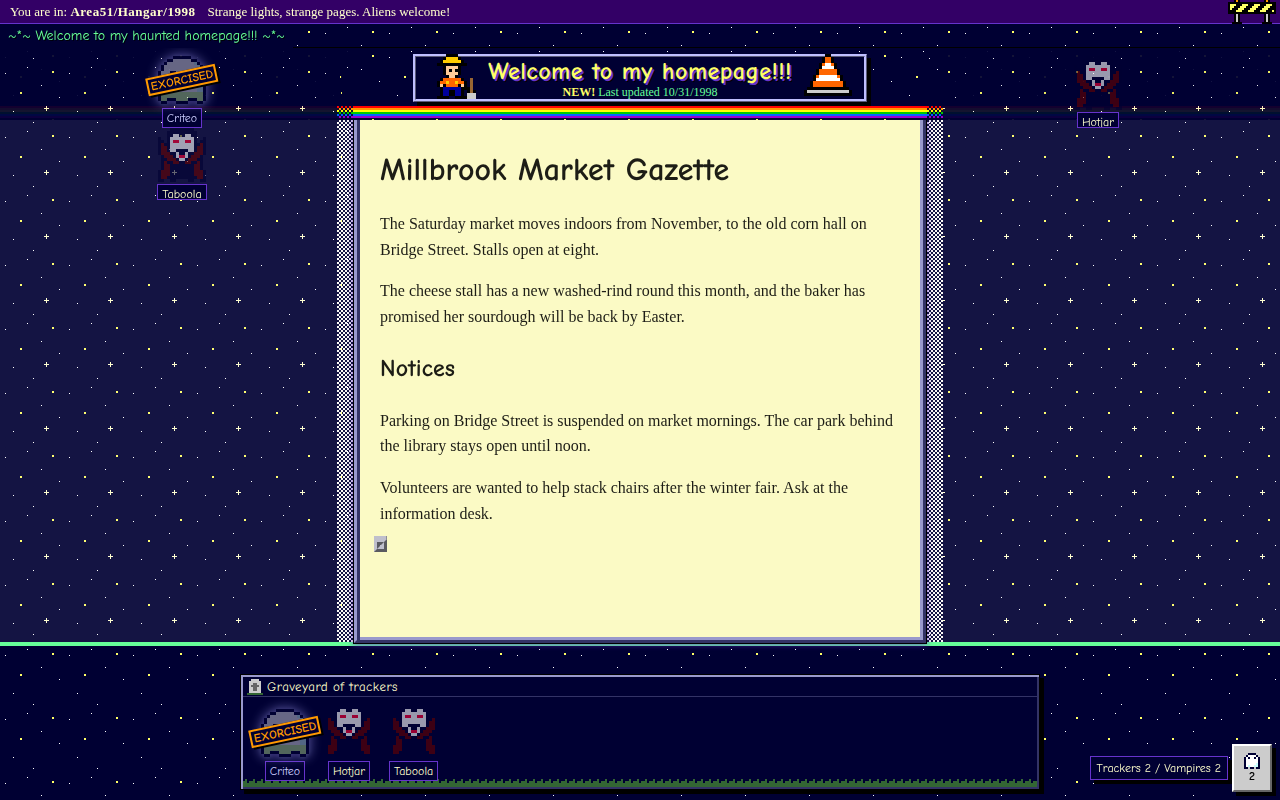 You are in: Area51/Hangar/1998 Strange lights, strange pages. Aliens welcome!
~*~ Welcome to my haunted homepage!!! ~*~
EXORCISED
Criteo
Taboola
Welcome to my homepage!!!
NEW! Last updated 10/31/1998
Hotjar
Millbrook Market Gazette
The Saturday market moves indoors from November, to the old corn hall on
Bridge Street. Stalls open at eight.
The cheese stall has a new washed-rind round this month, and the baker has
promised her sourdough will be back by Easter.
Notices
Parking on Bridge Street is suspended on market mornings. The car park behind
the library stays open until noon.
Volunteers are wanted to help stack chairs after the winter fair. Ask at the
information desk.
Graveyard of trackers
EXORCISED
Criteo
Hotjar
Taboola
Trackers 2 / Vampires 2
2